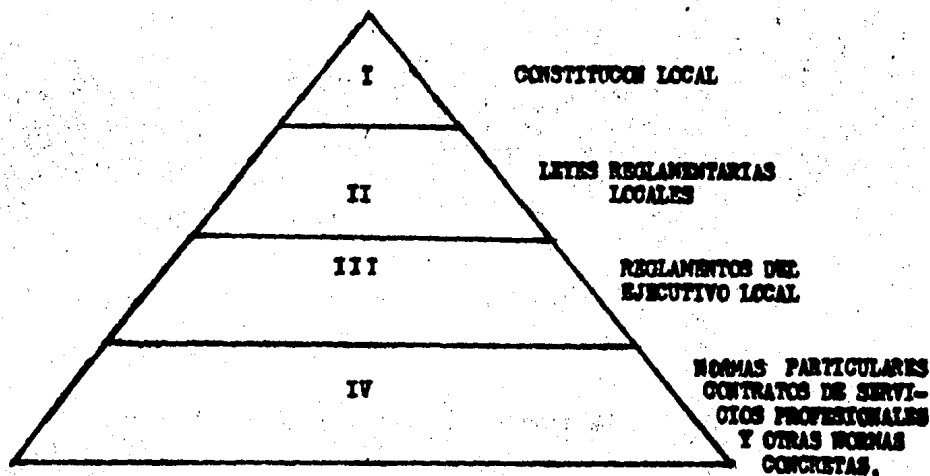 I
CONSTITUCON LOCAL
II
LEYES REGLAMENTARIAS
LOCALES
III
REGLAMENTOS DEL
EJECUTIVO LOCAL
IV
NORMAS PARTICULARES
CONTRATOS DE SERVI-
CIOS PROFESIONALES
Y OTRAS NORMAS
CONCRETAS.